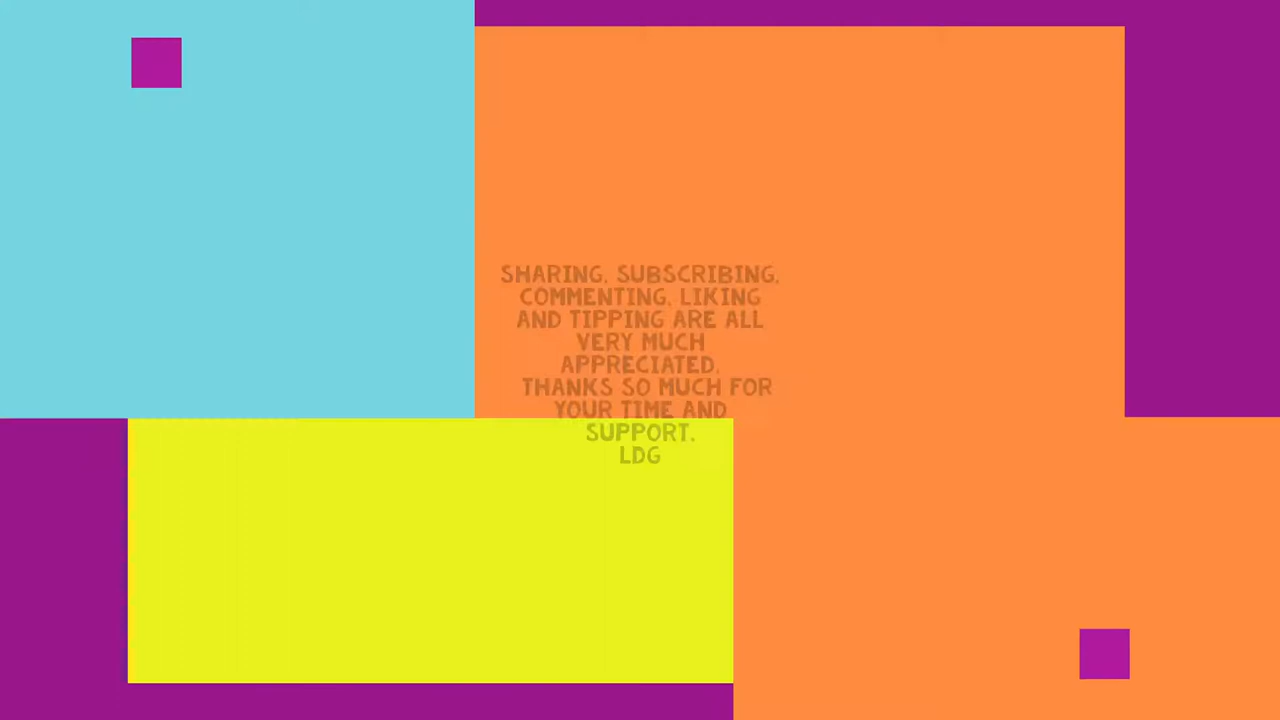 SHARING, SUBSCRIBING,
COMMENTING, LIKING
AND TIPPING ARE ALL
VERY MUCH
APPRECIATED.
THANKS SO MUCH FOR
YOUR TIME AND
SUPPORT.
LDG